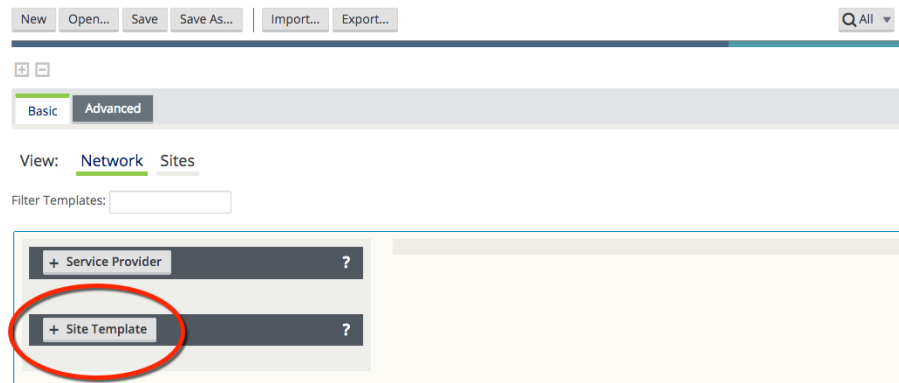 New Open... Save Save As... Import... Export... All
Basic Advanced
View: Network Sites
Filter Templates:
+ Service Provider ?
+ Site Template ?